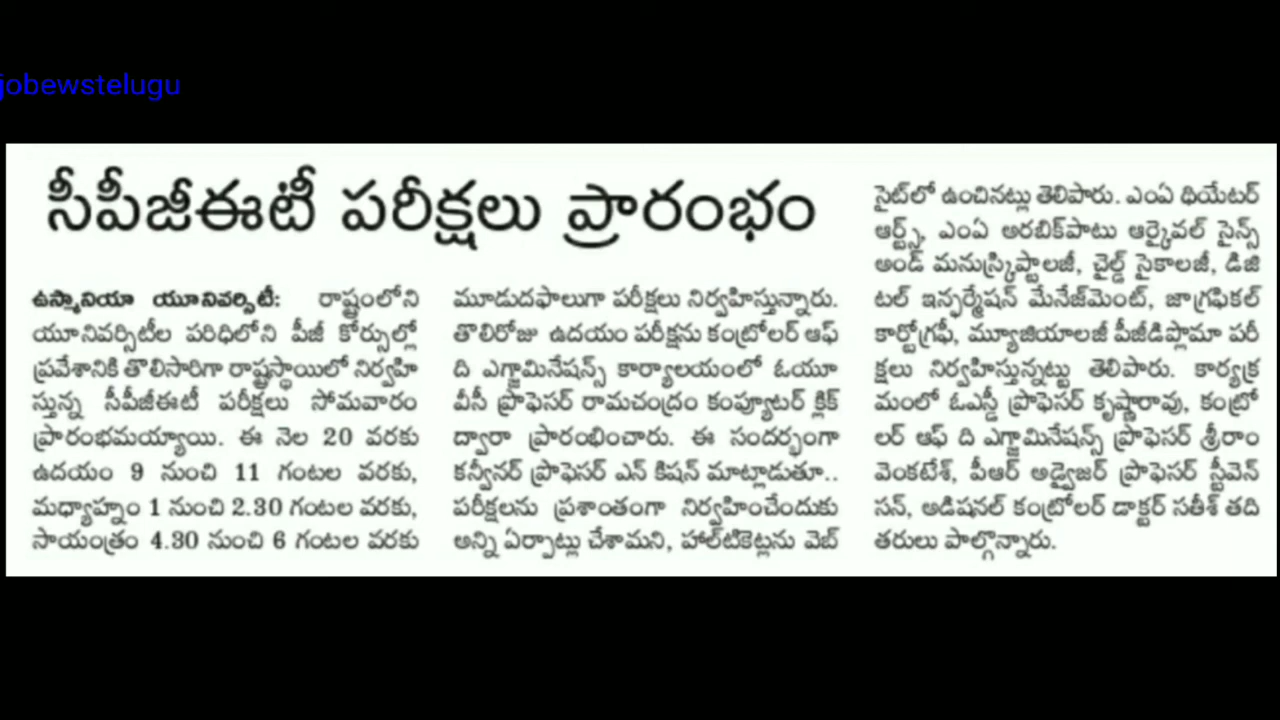 jobewstelugu
సీపీజీఈటీ పరీక్షలు ప్రారంభం
ఉస్మానియా యూనివర్సిటీ: రాష్ట్రంలోని
యూనివర్సిటీల పరిధిలోని పీజీ కోర్సుల్లో
ప్రవేశానికి తొలిసారిగా రాష్ట్రస్థాయిలో నిర్వహి
స్తున్న సీపీజీఈటీ పరీక్షలు సోమవారం
ప్రారంభమయ్యాయి. ఈ నెల 20 వరకు
ఉదయం 9 నుంచి 11 గంటల వరకు,
మధ్యాహ్నం 1 నుంచి 2.30 గంటల వరకు,
సాయంత్రం 4.30 నుంచి 6 గంటల వరకు
మూడుదఫాలుగా పరీక్షలు నిర్వహిస్తున్నారు.
తొలిరోజు ఉదయం పరీక్షను కంట్రోలర్ ఆఫ్
ది ఎగ్జామినేషన్స్ కార్యాలయంలో ఓయూ
వీసీ ప్రొఫెసర్ రామచంద్రం కంప్యూటర్ క్లిక్
ద్వారా ప్రారంభించారు. ఈ సందర్భంగా
కన్వీనర్ ప్రొఫెసర్ ఎన్ కిషన్ మాట్లాడుతూ..
పరీక్షలను ప్రశాంతంగా నిర్వహించేందుకు
అన్ని ఏర్పాట్లు చేశామని, హాల్‌టికెట్లను వెబ్
సైట్‌లో ఉంచినట్లు తెలిపారు. ఎంఏ థియేటర్
ఆర్ట్స్, ఎంఏ అరబిక్‌పాటు ఆర్కైవల్ సైన్స్
అండ్ మనుస్క్రిప్టాలజీ, చైల్డ్ సైకాలజీ, డిజి
టల్ ఇన్ఫర్మేషన్ మేనేజ్‌మెంట్, జాగ్రఫికల్
కార్టోగ్రఫీ, మ్యూజియాలజీ పీజీడిప్లొమా పరీ
క్షలు నిర్వహిస్తున్నట్టు తెలిపారు. కార్యక్ర
మంలో ఓఎస్డీ ప్రొఫెసర్ కృష్ణారావు, కంట్రో
లర్ ఆఫ్ ది ఎగ్జామినేషన్స్ ప్రొఫెసర్ శ్రీరాం
వెంకటేశ్, పీఆర్ అడ్వైజర్ ప్రొఫెసర్ స్టీవెన్
సన్, అడిషనల్ కంట్రోలర్ డాక్టర్ సతీశ్ తది
తరులు పాల్గొన్నారు.